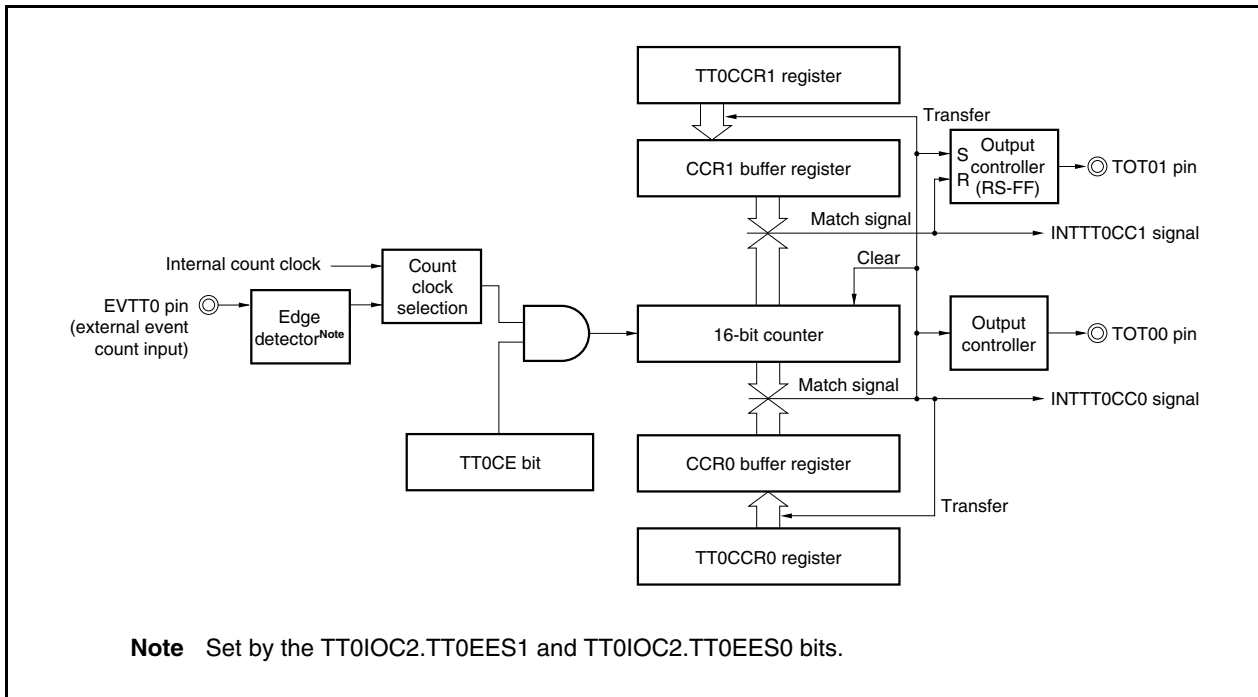 TT0CCR1 register
Transfer
CCR1 buffer register
S
R
Output
controller
(RS-FF)
TOT01 pin
Match signal
INTTT0CC1 signal
Internal count clock
Count
clock
selection
Clear
EVTT0 pin
(external event
count input)
Edge
detectorNote
16-bit counter
Output
controller
TOT00 pin
Match signal
INTTT0CC0 signal
TT0CE bit
CCR0 buffer register
Transfer
TT0CCR0 register
Note Set by the TT0IOC2.TT0EES1 and TT0IOC2.TT0EES0 bits.